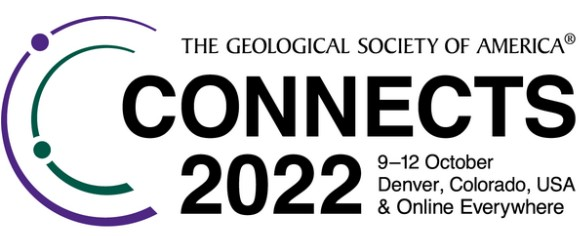 THE GEOLOGICAL SOCIETY OF AMERICA®
CONNECTS
2022
9–12 October
Denver, Colorado, USA
& Online Everywhere